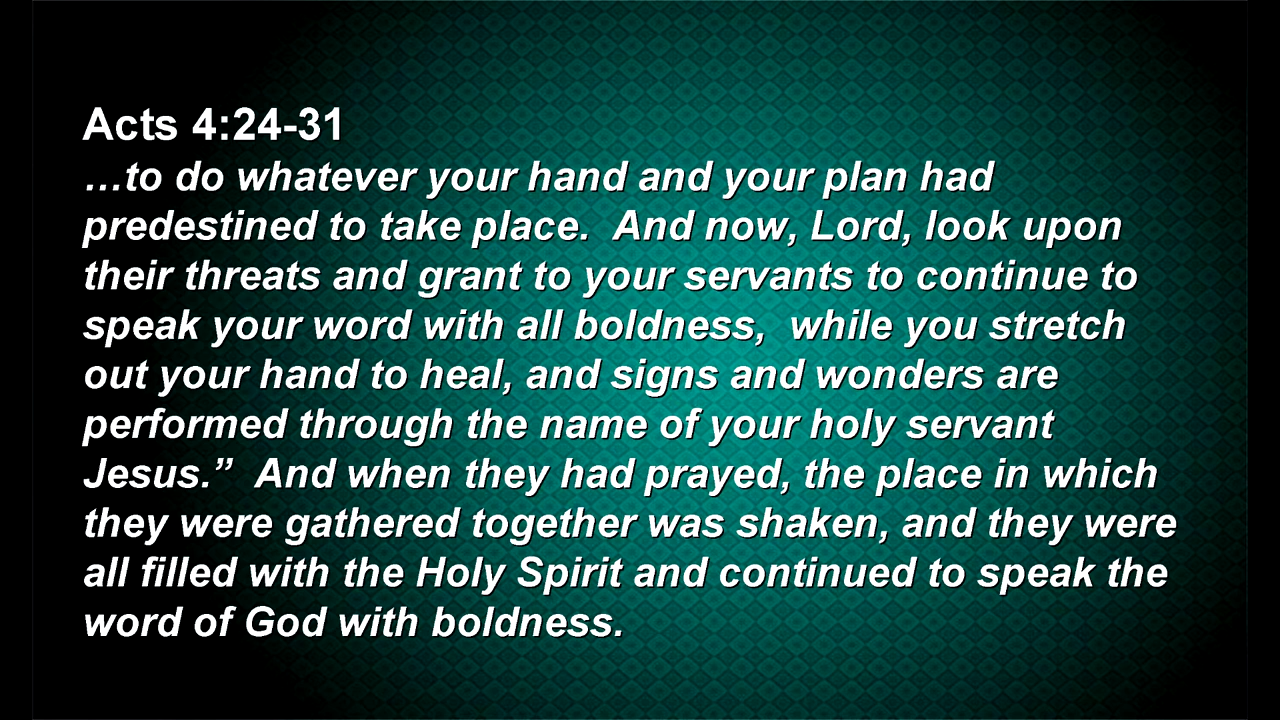 Acts 4:24-31
…to do whatever your hand and your plan had
predestined to take place.  And now, Lord, look upon
their threats and grant to your servants to continue to
speak your word with all boldness,  while you stretch
out your hand to heal, and signs and wonders are
performed through the name of your holy servant
Jesus.”  And when they had prayed, the place in which
they were gathered together was shaken, and they were
all filled with the Holy Spirit and continued to speak the
word of God with boldness.